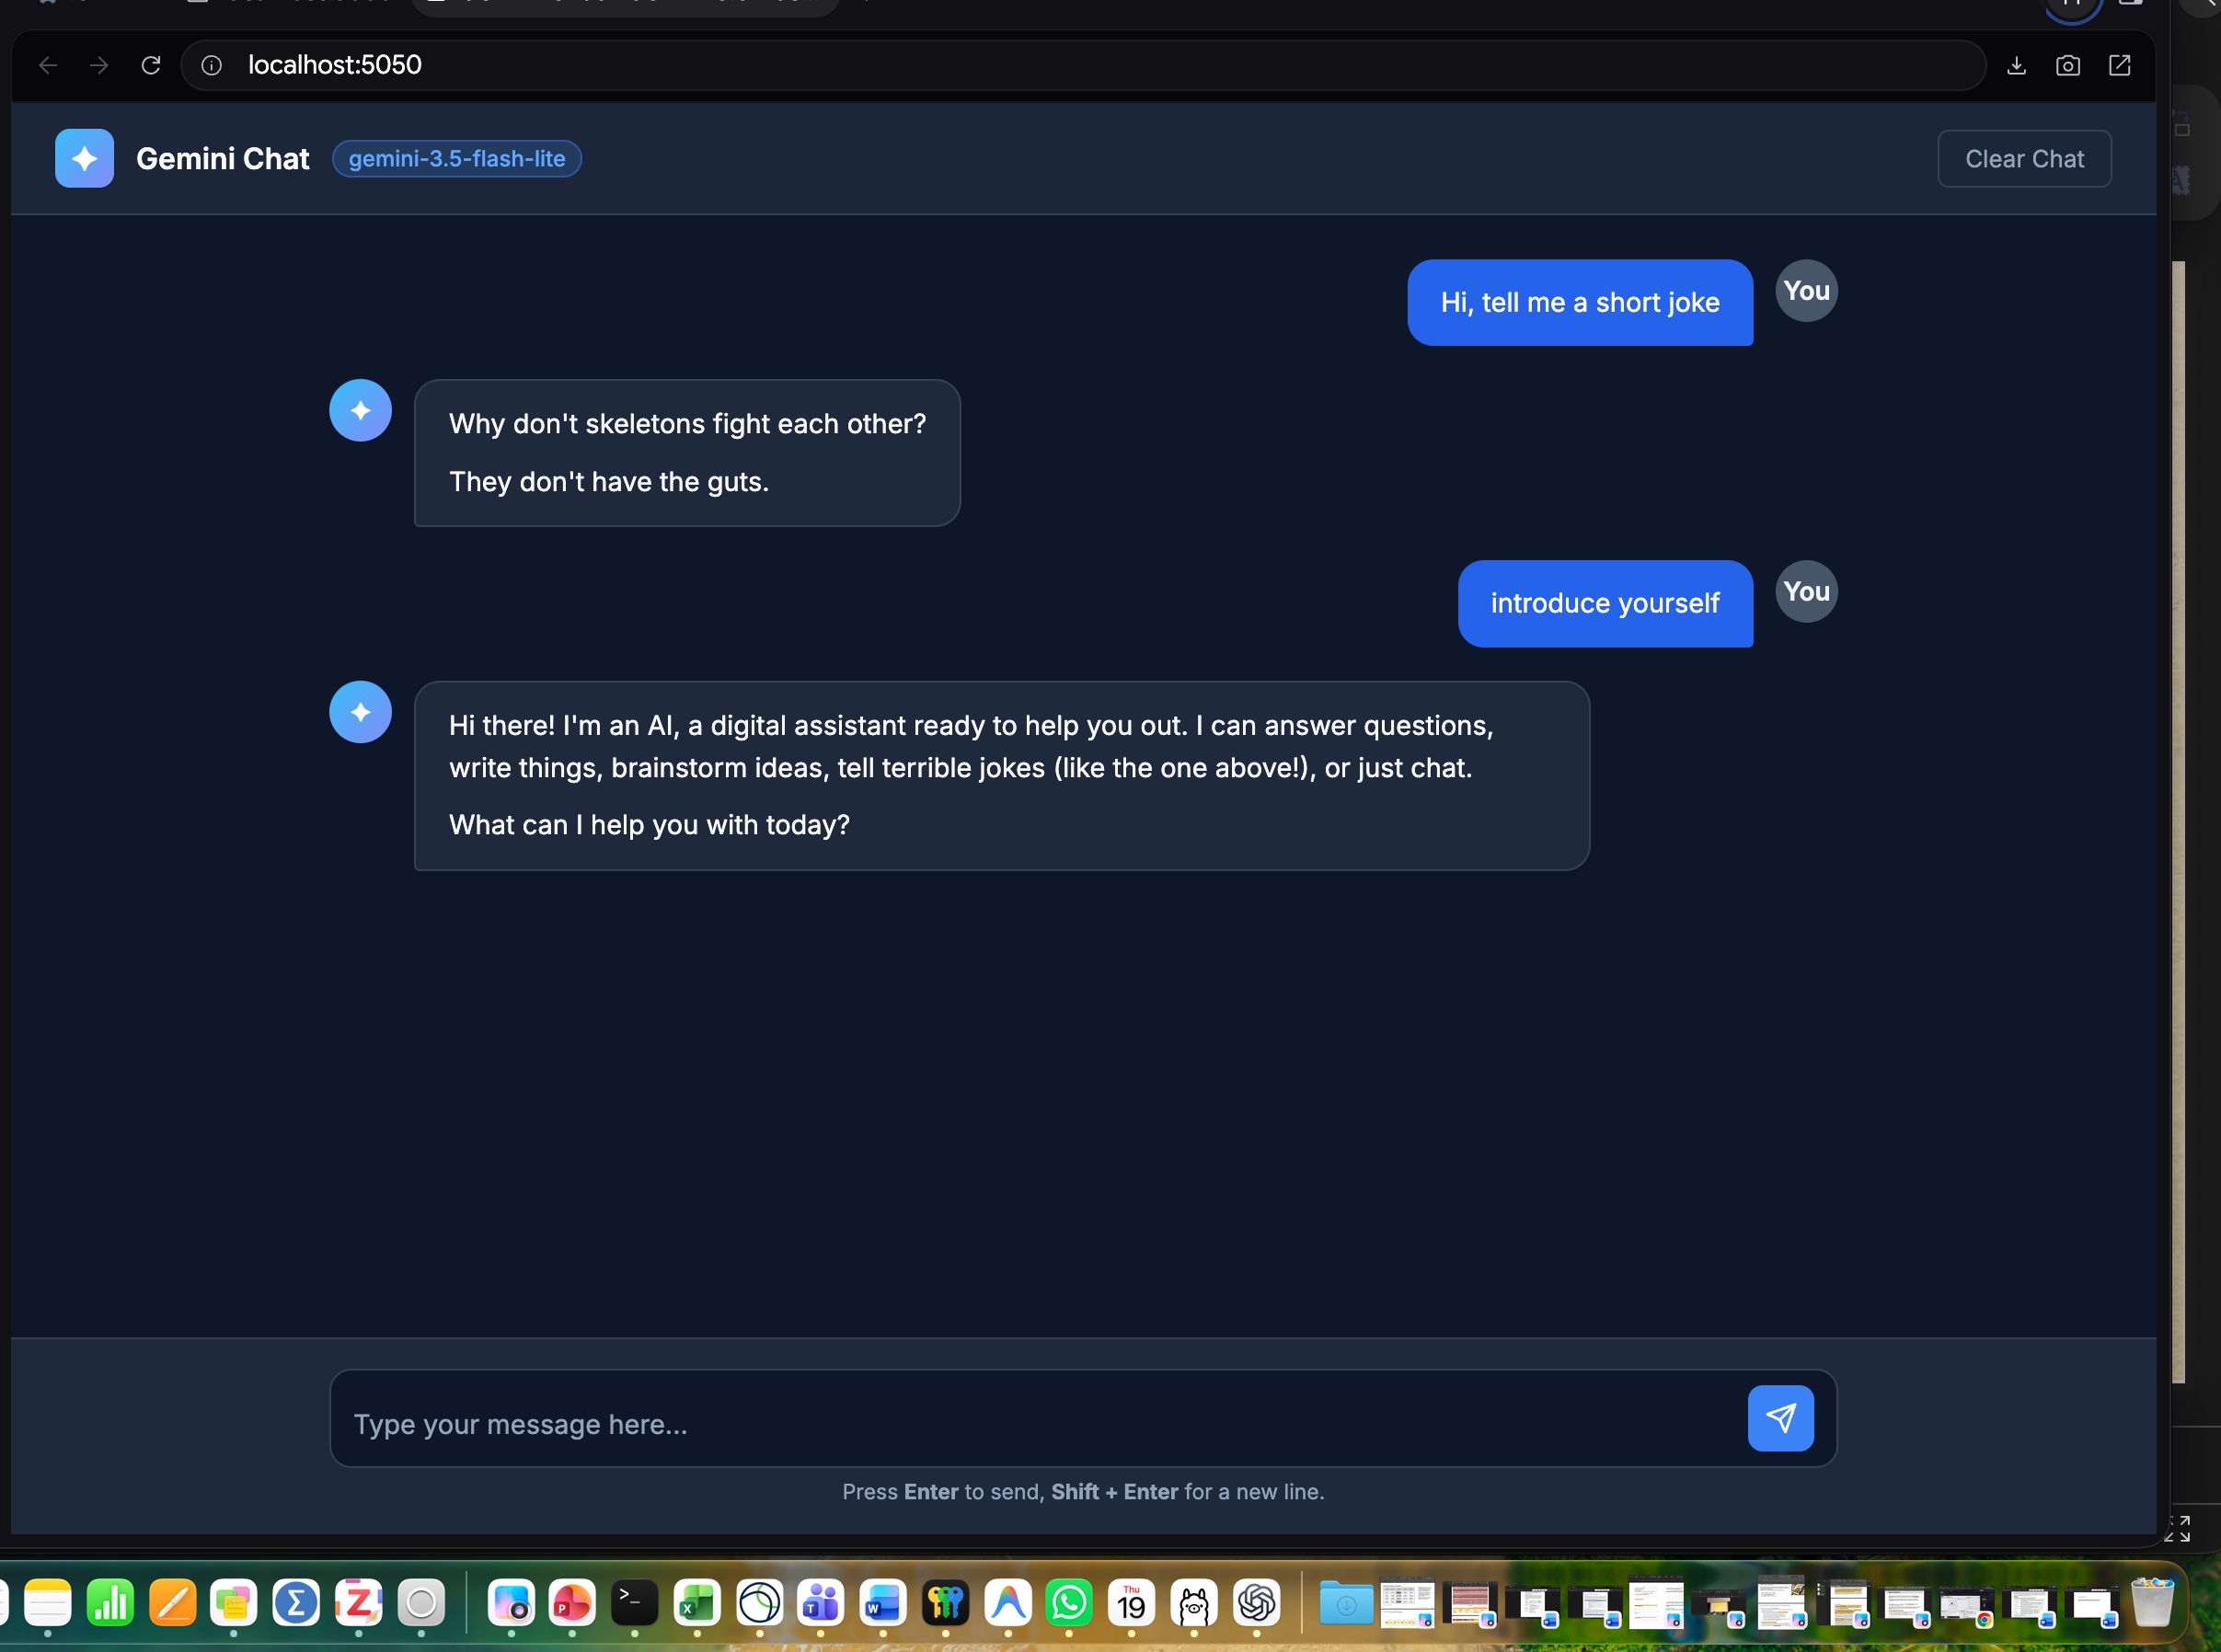 localhost:5050
Gemini Chat
gemini-3.5-flash-lite
Clear Chat
Hi, tell me a short joke
You
Why don't skeletons fight each other?
They don't have the guts.
introduce yourself
You
Hi there! I'm an AI, a digital assistant ready to help you out. I can answer questions,
write things, brainstorm ideas, tell terrible jokes (like the one above!), or just chat.
What can I help you with today?
Type your message here...
Press Enter to send, Shift + Enter for a new line.
Thu
19